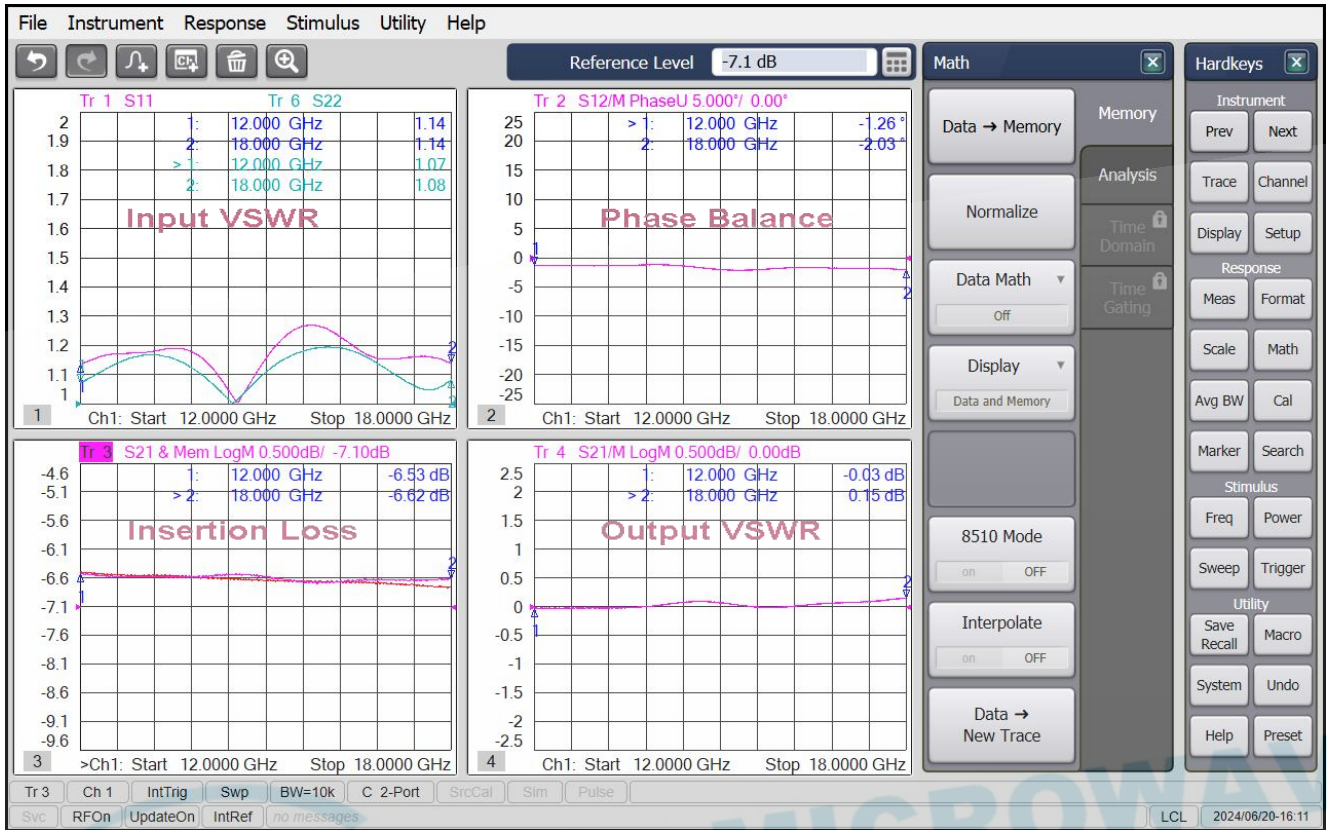 File Instrument Response Stimulus Utility Help
Reference Level -7.1 dB
Tr 1 S11 Tr 6 S22
1: 12.000 GHz 1.14
2: 18.000 GHz 1.14
> 1: 12.000 GHz 1.07
2: 18.000 GHz 1.08
Input VSWR
2
1.9
1.8
1.7
1.6
1.5
1.4
1.3
1.2
1.1
1
2
1
2
1 Ch1: Start 12.0000 GHz Stop 18.0000 GHz
Tr 2 S12/M PhaseU 5.000°/ 0.00°
> 1: 12.000 GHz -1.26 °
2: 18.000 GHz -2.03 °
Phase Balance
25
20
15
10
5
0
-5
-10
-15
-20
-25
1
2
2 Ch1: Start 12.0000 GHz Stop 18.0000 GHz
Tr 3 S21 & Mem LogM 0.500dB/ -7.10dB
1: 12.000 GHz -6.53 dB
> 2: 18.000 GHz -6.62 dB
Insertion Loss
-4.6
-5.1
-5.6
-6.1
-6.6
-7.1
-7.6
-8.1
-8.6
-9.1
-9.6
1
2
3 >Ch1: Start 12.0000 GHz Stop 18.0000 GHz
Tr 4 S21/M LogM 0.500dB/ 0.00dB
1: 12.000 GHz -0.03 dB
> 2: 18.000 GHz 0.15 dB
Output VSWR
2.5
2
1.5
1
0.5
0
-0.5
-1
-1.5
-2
-2.5
1
2
4 Ch1: Start 12.0000 GHz Stop 18.0000 GHz
Math
Data → Memory
Normalize
Data Math
Off
Display
Data and Memory
8510 Mode
on OFF
Interpolate
on OFF
Data →
New Trace
Memory
Analysis
Time
Domain
Time
Gating
Hardkeys
Instrument
Prev Next
Trace Channel
Display Setup
Response
Meas Format
Scale Math
Avg BW Cal
Marker Search
Stimulus
Freq Power
Sweep Trigger
Utility
Save
Recall Macro
System Undo
Help Preset
Tr 3 Ch 1 IntTrig Swp BW=10k C 2-Port SrcCal Sim Pulse
Svc RFOn UpdateOn IntRef no messages LCL 2024/06/20-16:11
MICROWAV